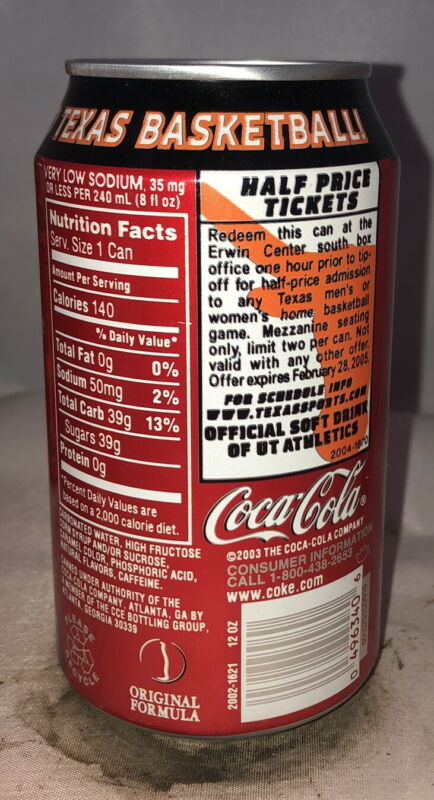 TEXAS BASKETBALL!
VERY LOW SODIUM, 35 mg
OR LESS PER 240 mL (8 fl oz)
Nutrition Facts
Serv. Size 1 Can
Amount Per Serving
Calories 140
% Daily Value*
Total Fat 0g 0%
Sodium 50mg 2%
Total Carb 39g 13%
Sugars 39g
Protein 0g
*Percent Daily Values are
based on a 2,000 calorie diet.
CARBONATED WATER, HIGH FRUCTOSE
CORN SYRUP AND/OR SUCROSE,
CARAMEL COLOR, PHOSPHORIC ACID,
NATURAL FLAVORS, CAFFEINE.
CANNED UNDER AUTHORITY OF THE
COCA-COLA COMPANY, ATLANTA, GA BY
A MEMBER OF THE CCE BOTTLING GROUP,
ATLANTA, GEORGIA 30339
PLEASE
RECYCLE
ORIGINAL
FORMULA
HALF PRICE
TICKETS
Redeem this can at the
Erwin Center south box
office one hour prior to tip-
off for half-price admission
to any Texas men's or
women's home basketball
game. Mezzanine seating
only, limit two per can. Not
valid with any other offer.
Offer expires February 28, 2005.
FOR SCHEDULE INFO
WWW.TEXASSPORTS.COM
OFFICIAL SOFT DRINK
OF UT ATHLETICS
2004-1870
Coca-Cola®
©2003 THE COCA-COLA COMPANY
CONSUMER INFORMATION
CALL 1-800-438-2653
www.coke.com
2002-1621 12 OZ
0 496340 6